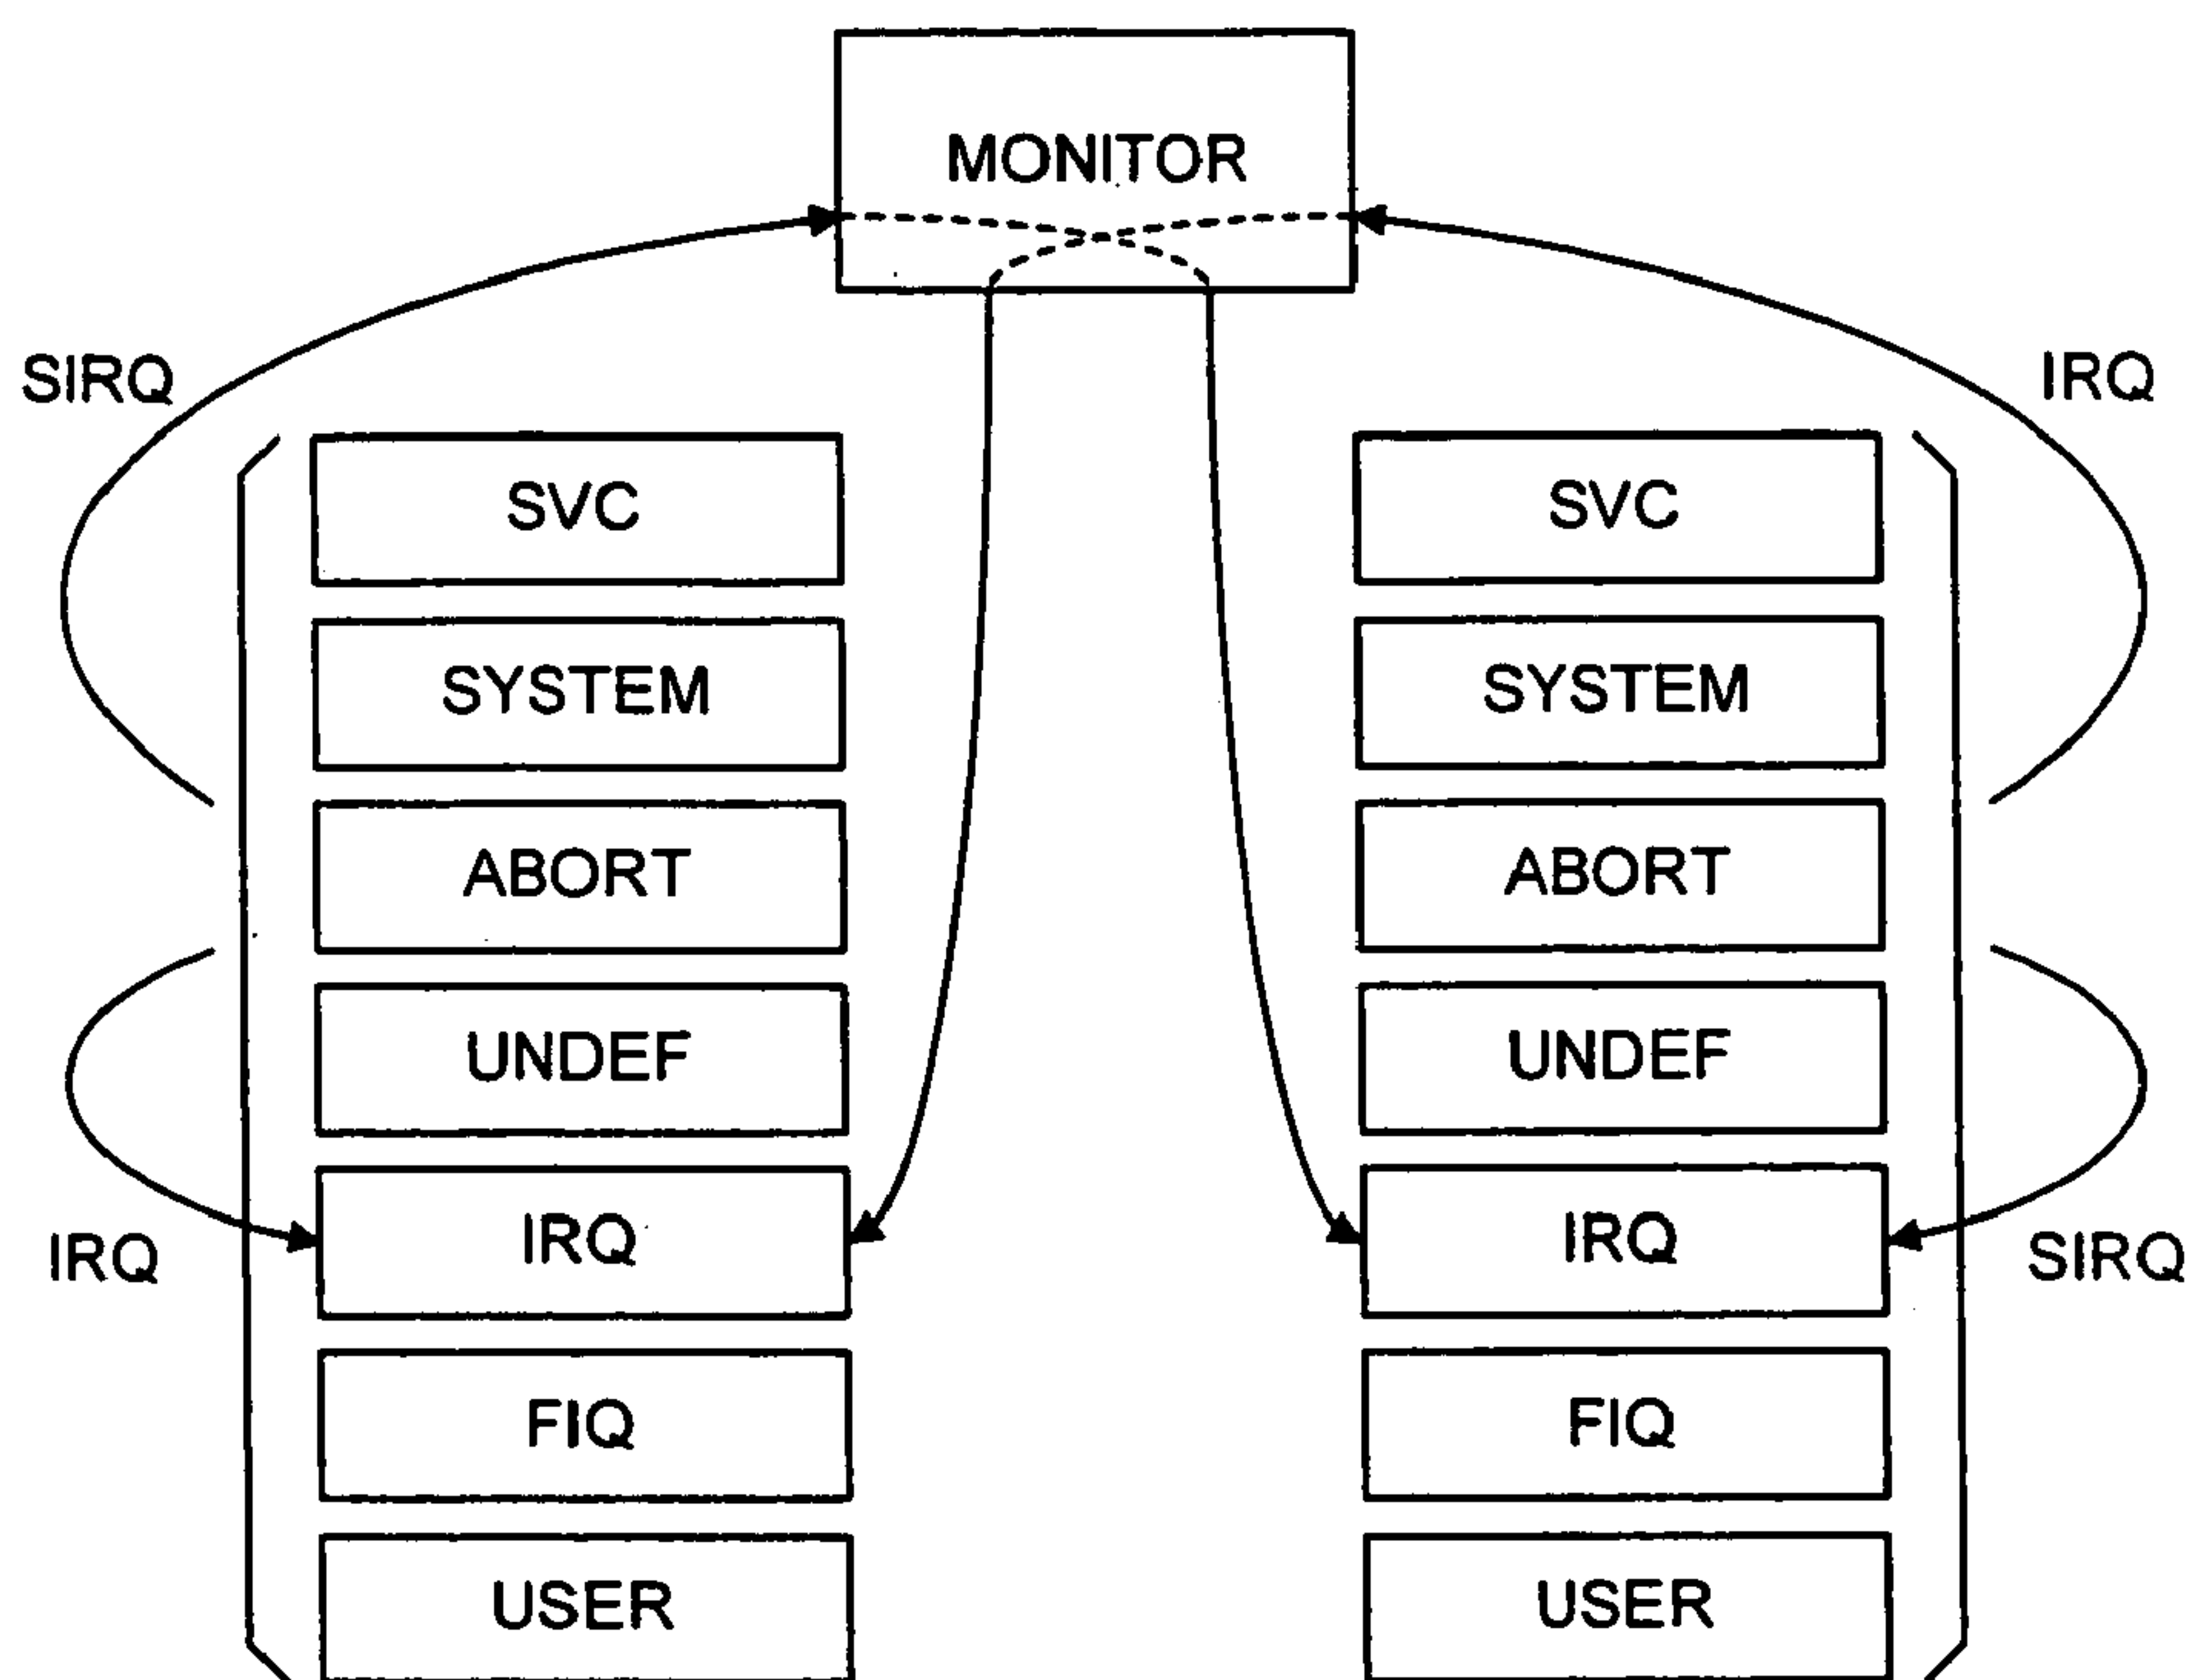 MONITOR
SIRQ
IRQ
SVC
SVC
SYSTEM
SYSTEM
ABORT
ABORT
UNDEF
UNDEF
IRQ
IRQ
IRQ
SIRQ
FIQ
FIQ
USER
USER